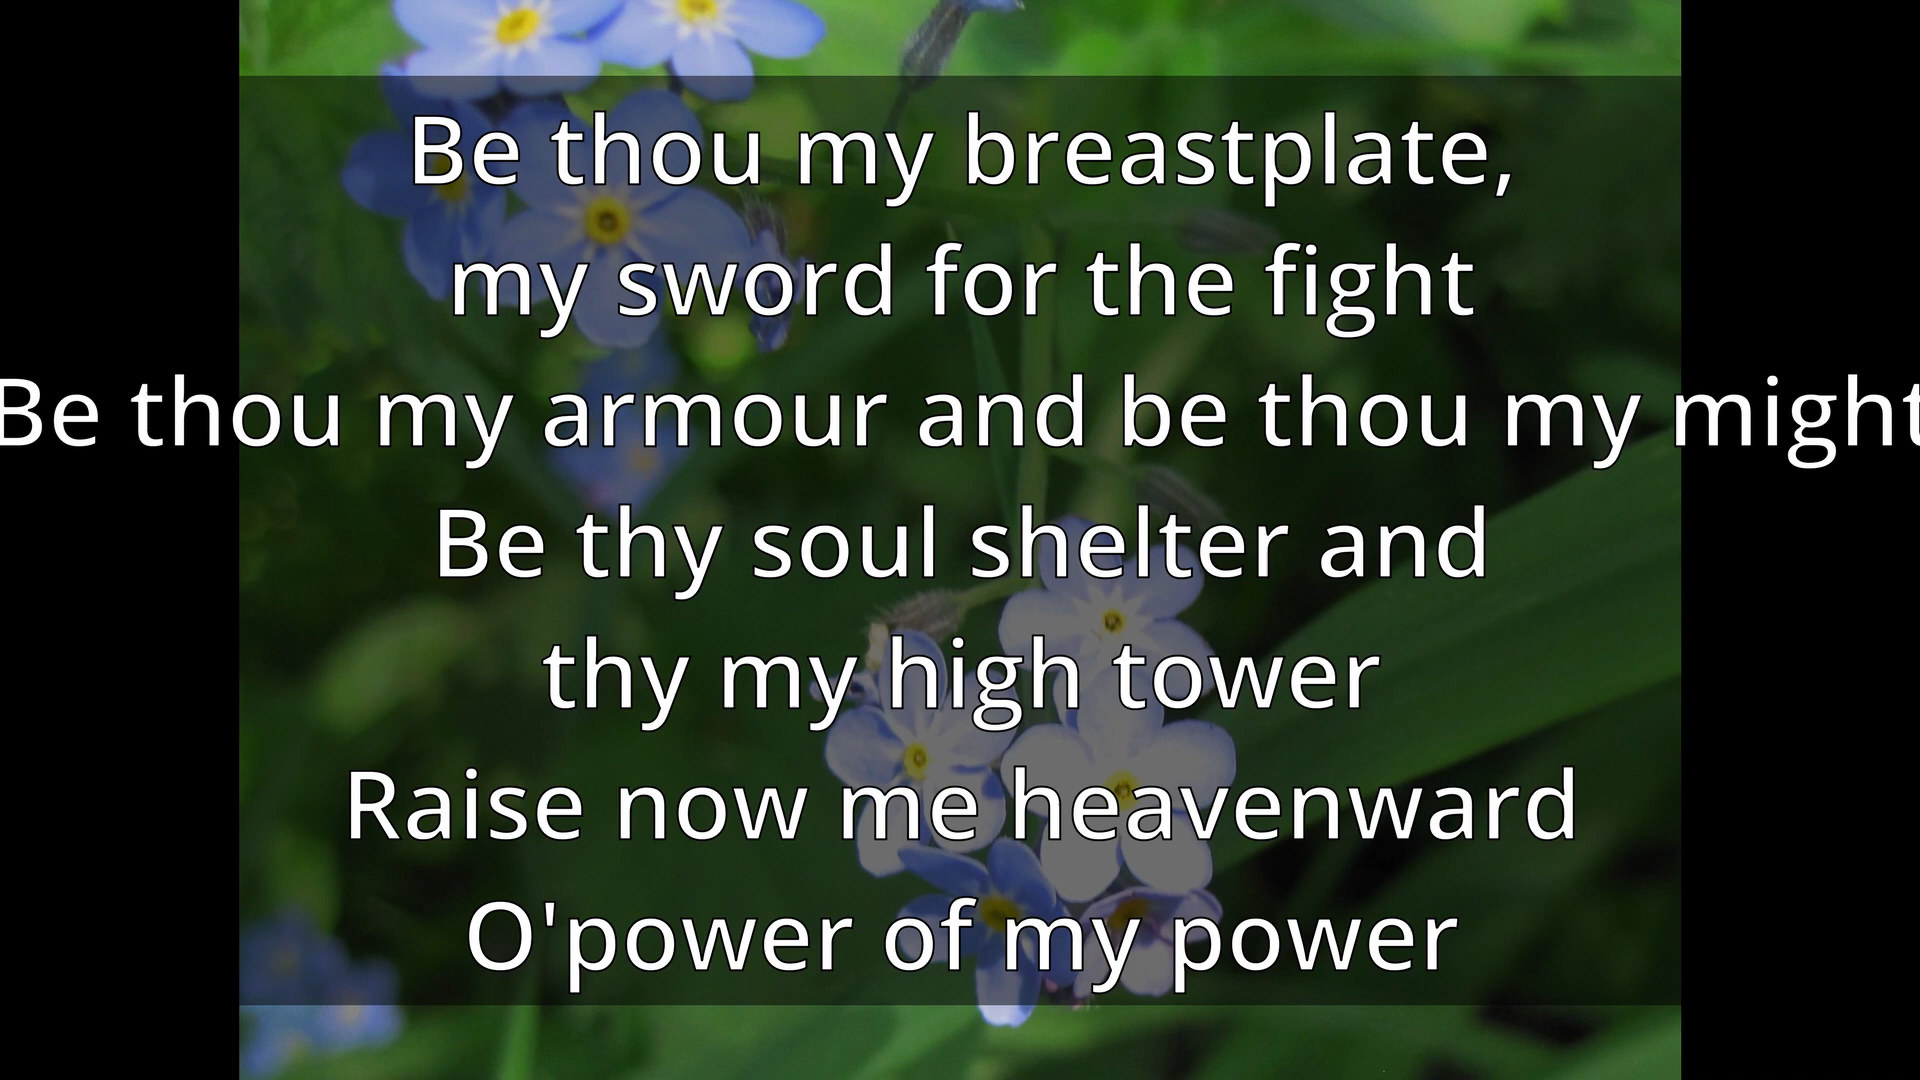 Be thou my breastplate,
my sword for the fight
Be thou my armour and be thou my might
Be thy soul shelter and
thy my high tower
Raise now me heavenward
O'power of my power